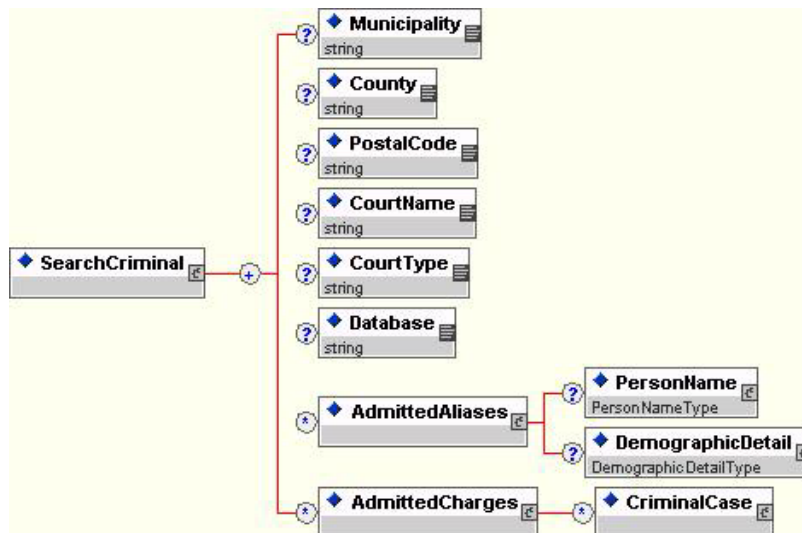 ? Municipality
string
? County
string
? PostalCode
string
? CourtName
string
SearchCriminal
+
? CourtType
string
? Database
string
* AdmittedAliases
? PersonName
PersonNameType
? DemographicDetail
DemographicDetailType
* AdmittedCharges
* CriminalCase